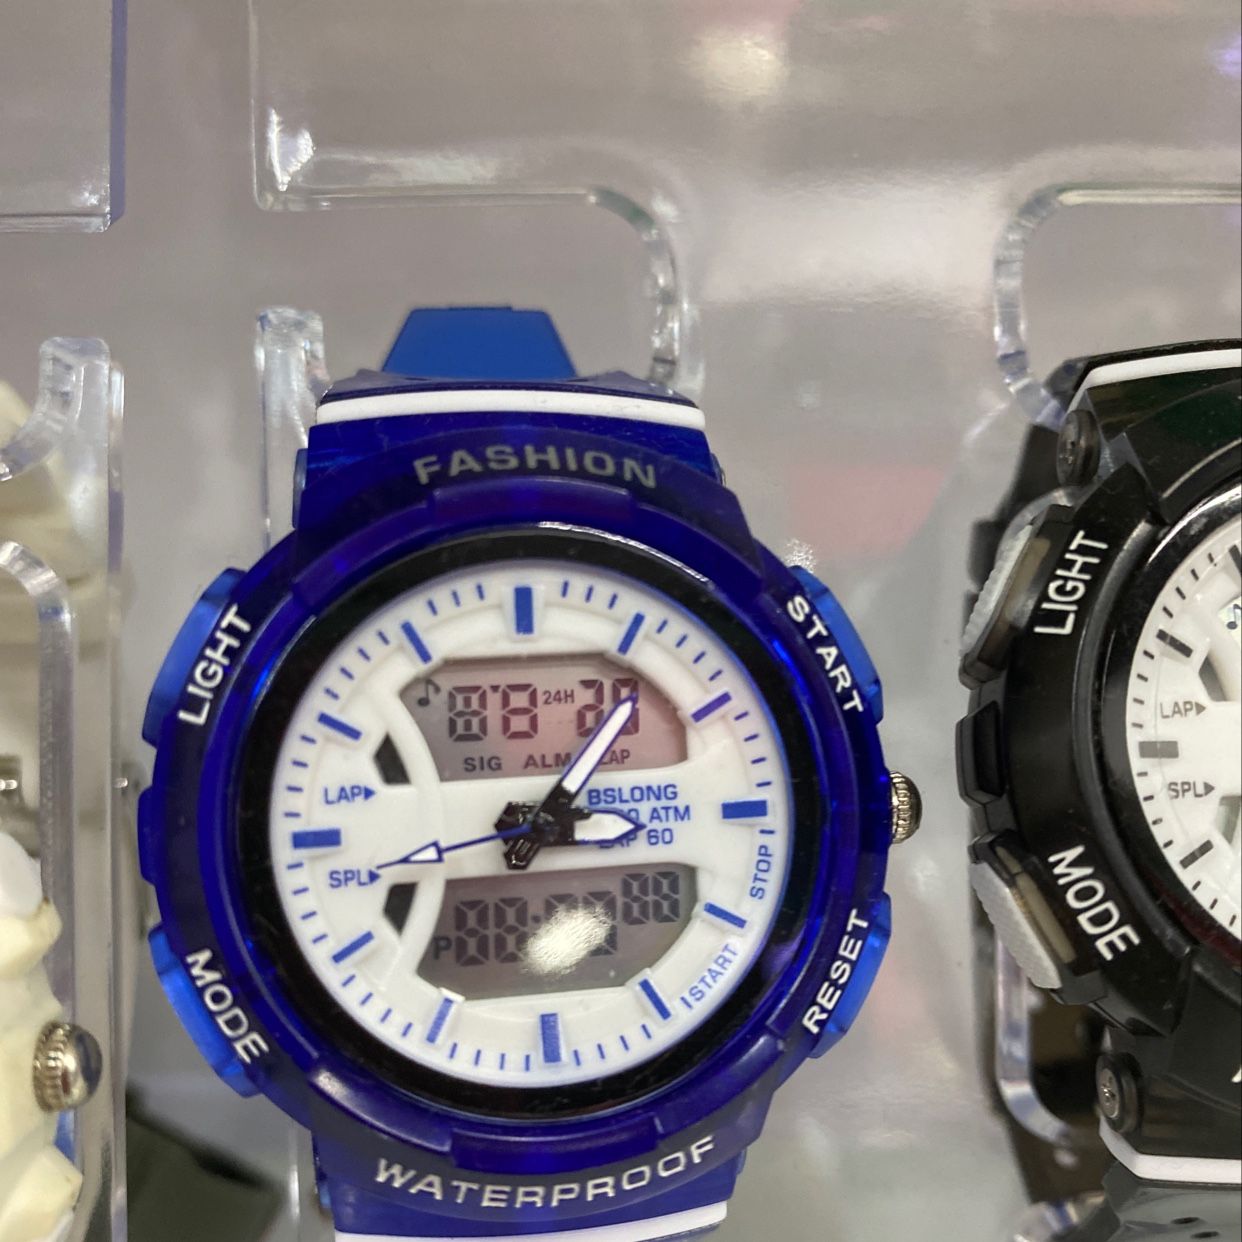 FASHION
LIGHT
START
24H
SIG ALM LAP
LAP
BSLONG
ATM
LAP 60
SPL
STOP
P
START
MODE
RESET
WATERPROOF
LIGHT
LAP
SPL
MODE